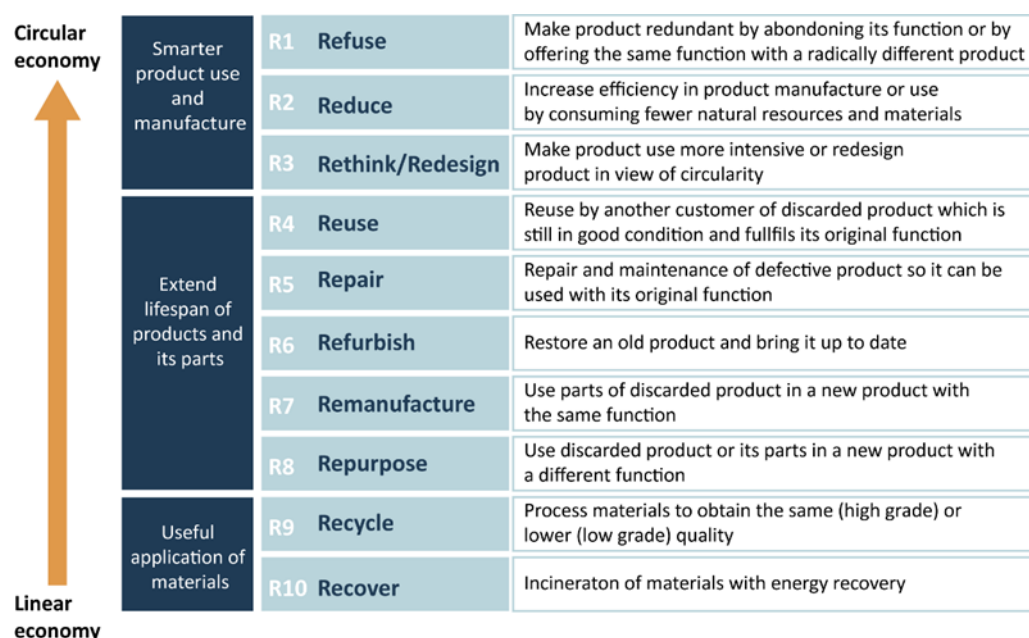 Circular
economy
Smarter
product use
and
manufacture
R1 Refuse
Make product redundant by abondoning its function or by
offering the same function with a radically different product
R2 Reduce
Increase efficiency in product manufacture or use
by consuming fewer natural resources and materials
R3 Rethink/Redesign
Make product use more intensive or redesign
product in view of circularity
Extend
lifespan of
products and
its parts
R4 Reuse
Reuse by another customer of discarded product which is
still in good condition and fullfils its original function
R5 Repair
Repair and maintenance of defective product so it can be
used with its original function
R6 Refurbish
Restore an old product and bring it up to date
R7 Remanufacture
Use parts of discarded product in a new product with
the same function
R8 Repurpose
Use discarded product or its parts in a new product with
a different function
Useful
application of
materials
R9 Recycle
Process materials to obtain the same (high grade) or
lower (low grade) quality
R10 Recover
Incineraton of materials with energy recovery
Linear
economy